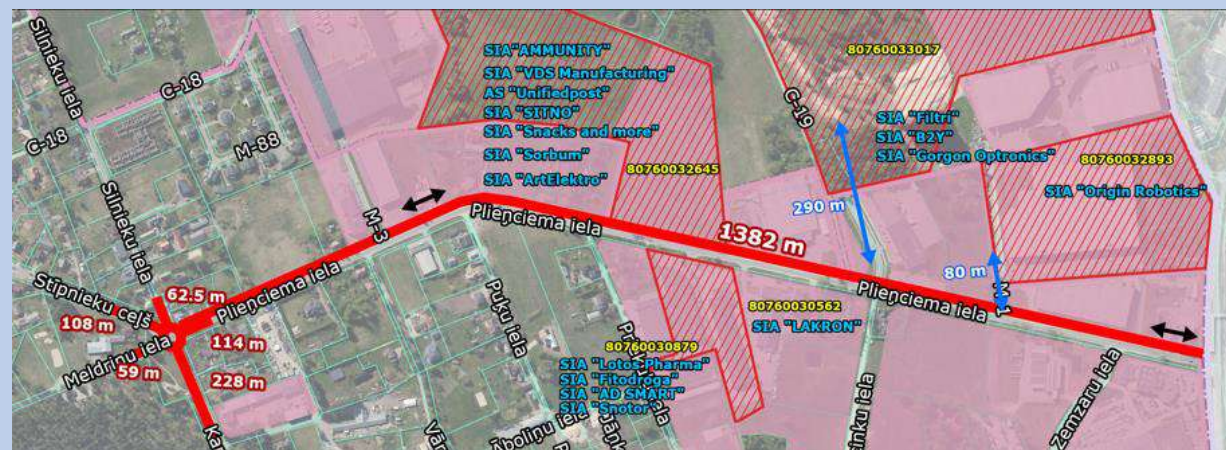 Silnieku iela
C-18
C-18
M-88
Silnieku iela
M-3
SIA"AMMUNITY"
SIA "VDS Manufacturing"
AS "Unifiedpost"
SIA "SITNO"
SIA "Snacks and more"
SIA "Sorbum"
SIA "ArtElektro"
80760032645
C-19
80760033017
SIA "Filtri"
SIA "B2Y"
SIA "Gorgon Optronics"
80760032893
SIA "Origin Robotics"
290 m
80 m
Plieņciema iela
1382 m
Plieņciema iela
Plieņciema iela
Stipnieku ceļš
62.5 m
108 m
Meldriņu iela
114 m
59 m
228 m
Puķu iela
80760030562
SIA "LAKRON"
80760030879
SIA "Lotos Pharma"
SIA "Fitodroga"
SIA "AD SMART"
SIA "Snotor"
Āboliņu iela
Zemzaru iela